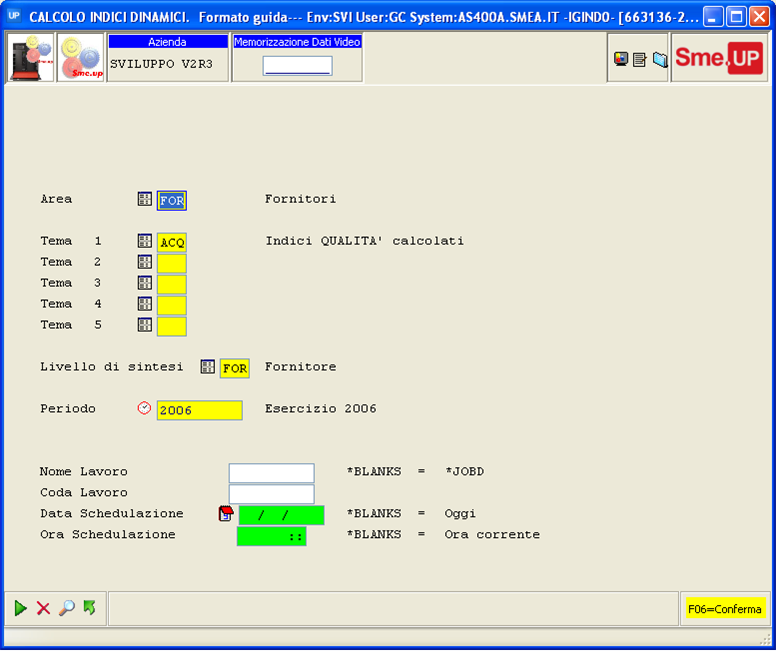 UP CALCOLO INDICI DINAMICI. Formato guida--- Env:SVI User:GC System:AS400A.SMEA.IT -IGIND0- [663136-2...
Sme.up
Azienda
SVILUPPO V2R3
Memorizzazione Dati Video
Sme.UP
Area FOR Fornitori
Tema 1 ACQ Indici QUALITA' calcolati
Tema 2
Tema 3
Tema 4
Tema 5
Livello di sintesi FOR Fornitore
Periodo 2006 Esercizio 2006
Nome Lavoro *BLANKS = *JOBD
Coda Lavoro
Data Schedulazione / / *BLANKS = Oggi
Ora Schedulazione :: *BLANKS = Ora corrente
F06=Conferma